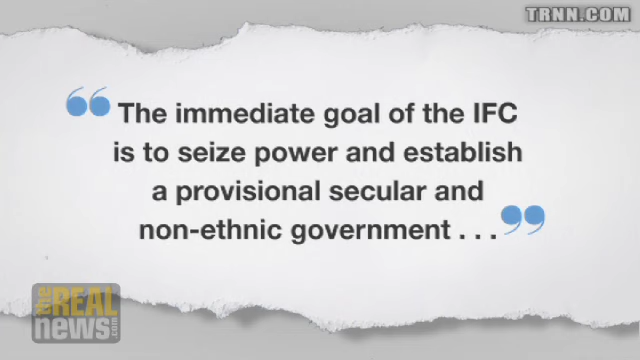 TRNN.COM
“The immediate goal of the IFC
is to seize power and establish
a provisional secular and
non-ethnic government . . .”
the REAL
news.com